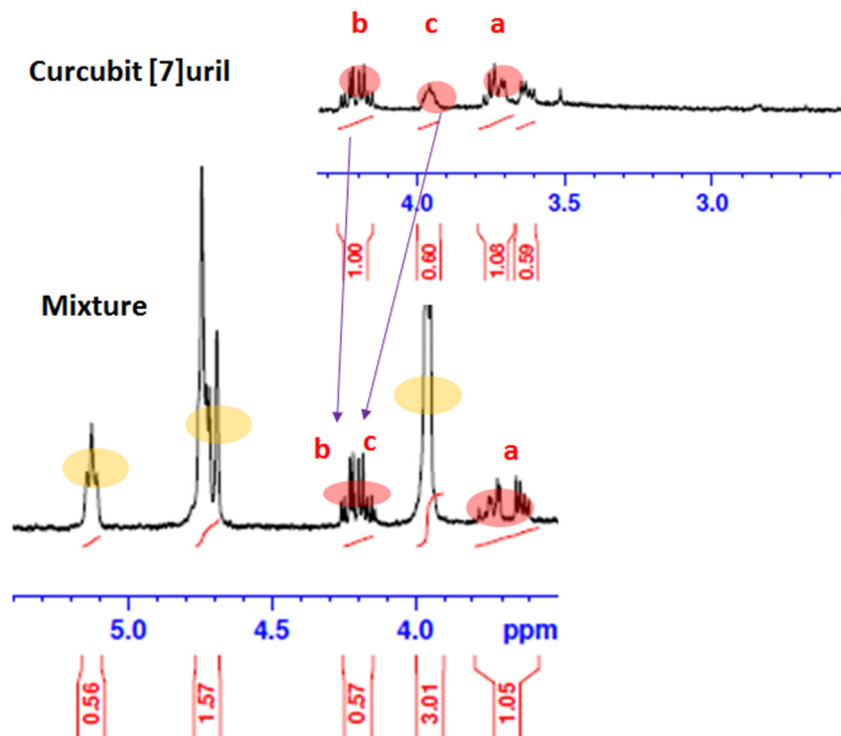 b c a
Curcubit [7]uril
4.0 3.5 3.0
1.00 0.60 1.08 0.59
Mixture
b c a
5.0 4.5 4.0 ppm
0.56 1.57 0.57 3.01 1.05